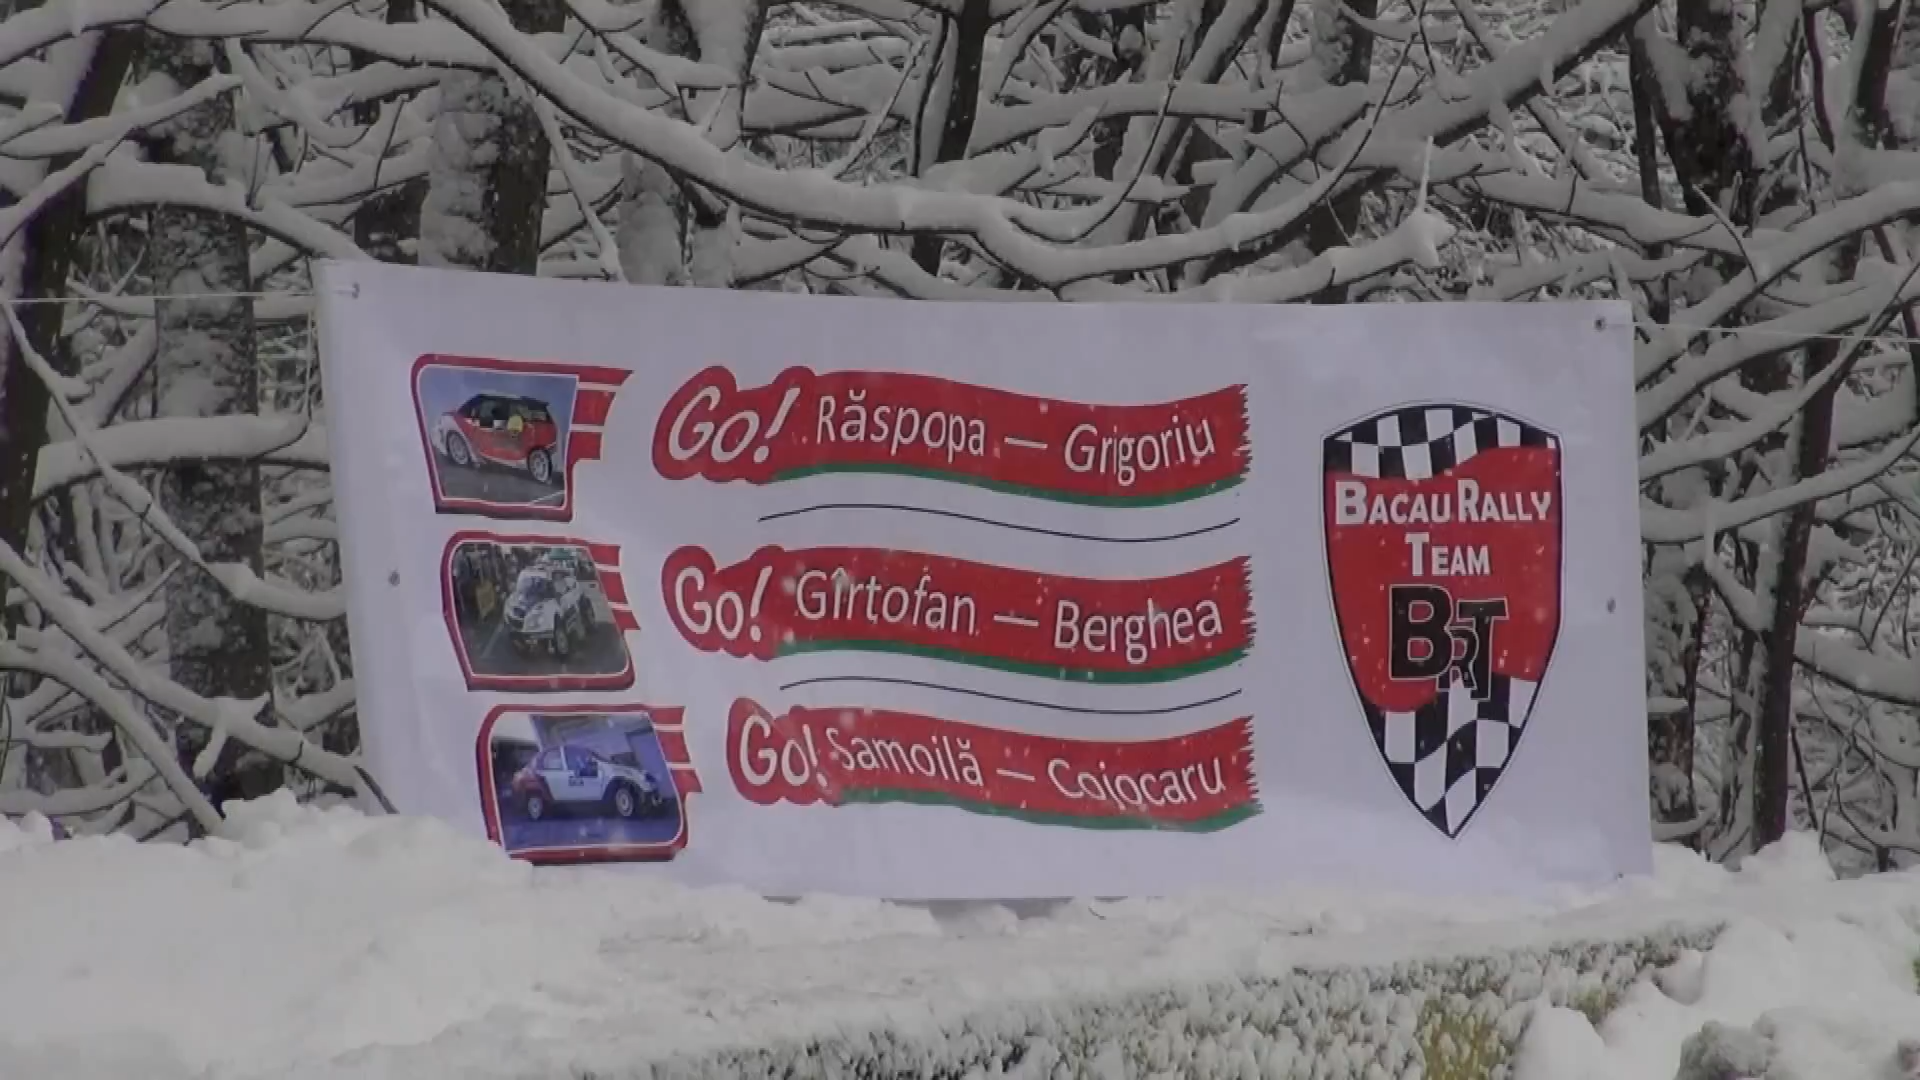 Go! Răspopa — Grigoriu
Go! Gîrtofan — Berghea
Go! Samoilă — Cojocaru
BACAU RALLY
TEAM
BRT